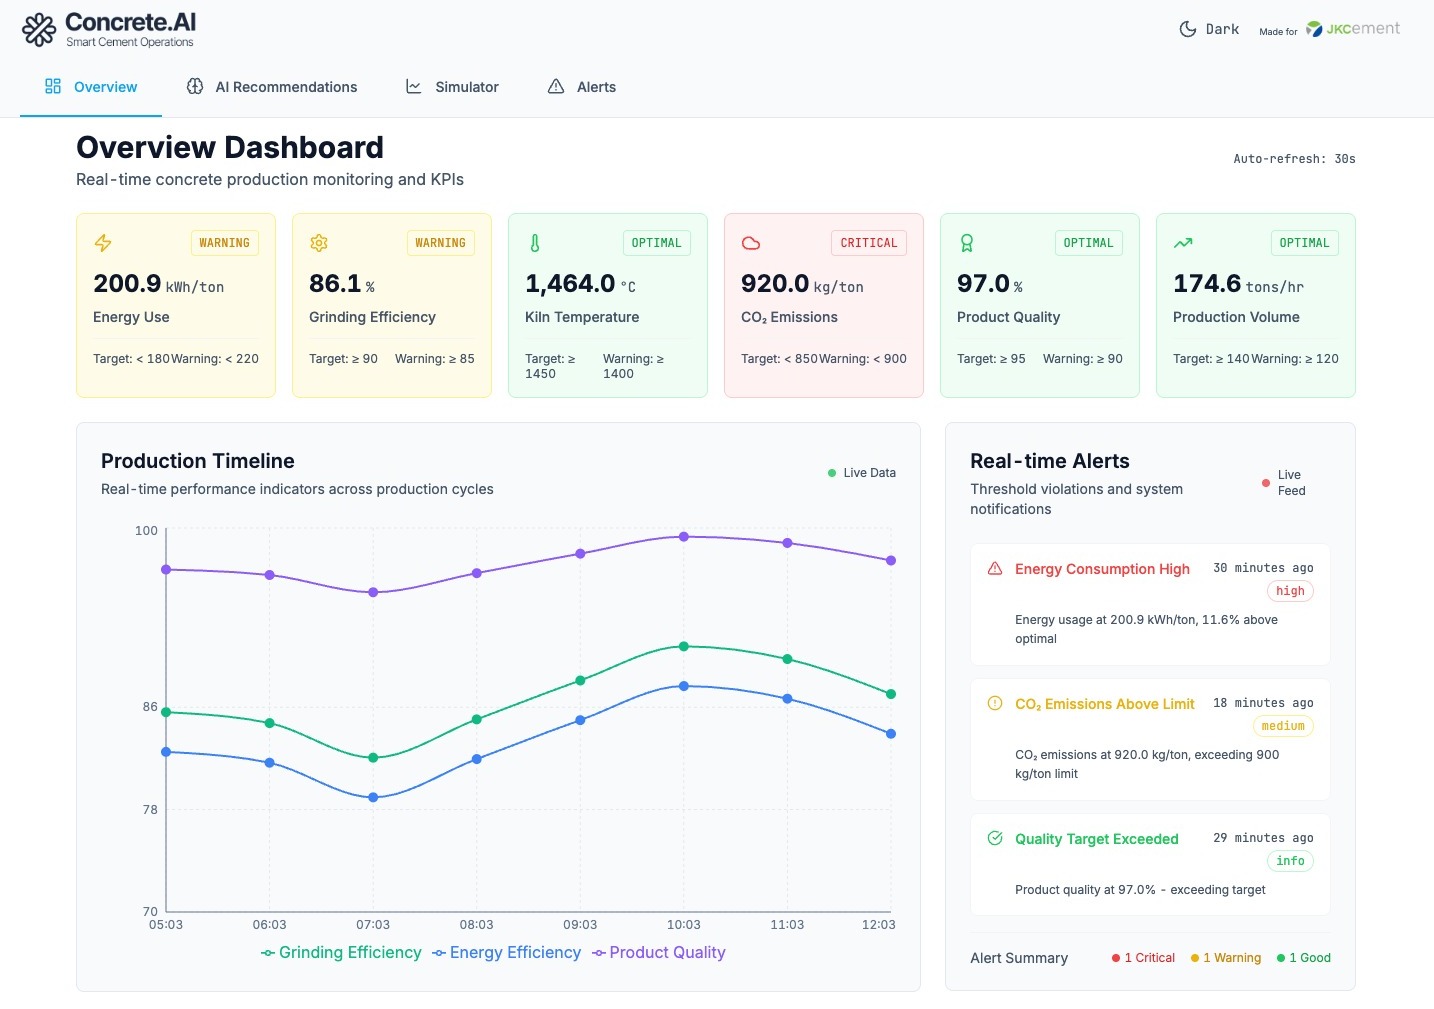 Concrete.AI
Smart Cement Operations
Dark
Made for
JKCement
Overview
AI Recommendations
Simulator
Alerts
Overview Dashboard
Real-time concrete production monitoring and KPIs
Auto-refresh: 30s
WARNING
200.9 kWh/ton
Energy Use
Target: < 180 Warning: < 220
WARNING
86.1 %
Grinding Efficiency
Target: ≥ 90 Warning: ≥ 85
OPTIMAL
1,464.0 °C
Kiln Temperature
Target: ≥ 1450
Warning: ≥ 1400
CRITICAL
920.0 kg/ton
CO₂ Emissions
Target: < 850 Warning: < 900
OPTIMAL
97.0 %
Product Quality
Target: ≥ 95 Warning: ≥ 90
OPTIMAL
174.6 tons/hr
Production Volume
Target: ≥ 140 Warning: ≥ 120
Production Timeline
Real-time performance indicators across production cycles
Live Data
100
86
78
70
05:03 06:03 07:03 08:03 09:03 10:03 11:03 12:03
Grinding Efficiency Energy Efficiency Product Quality
Real-time Alerts
Threshold violations and system
notifications
Live
Feed
Energy Consumption High
30 minutes ago
high
Energy usage at 200.9 kWh/ton, 11.6% above
optimal
CO₂ Emissions Above Limit
18 minutes ago
medium
CO₂ emissions at 920.0 kg/ton, exceeding 900
kg/ton limit
Quality Target Exceeded
29 minutes ago
info
Product quality at 97.0% - exceeding target
Alert Summary
1 Critical
1 Warning
1 Good